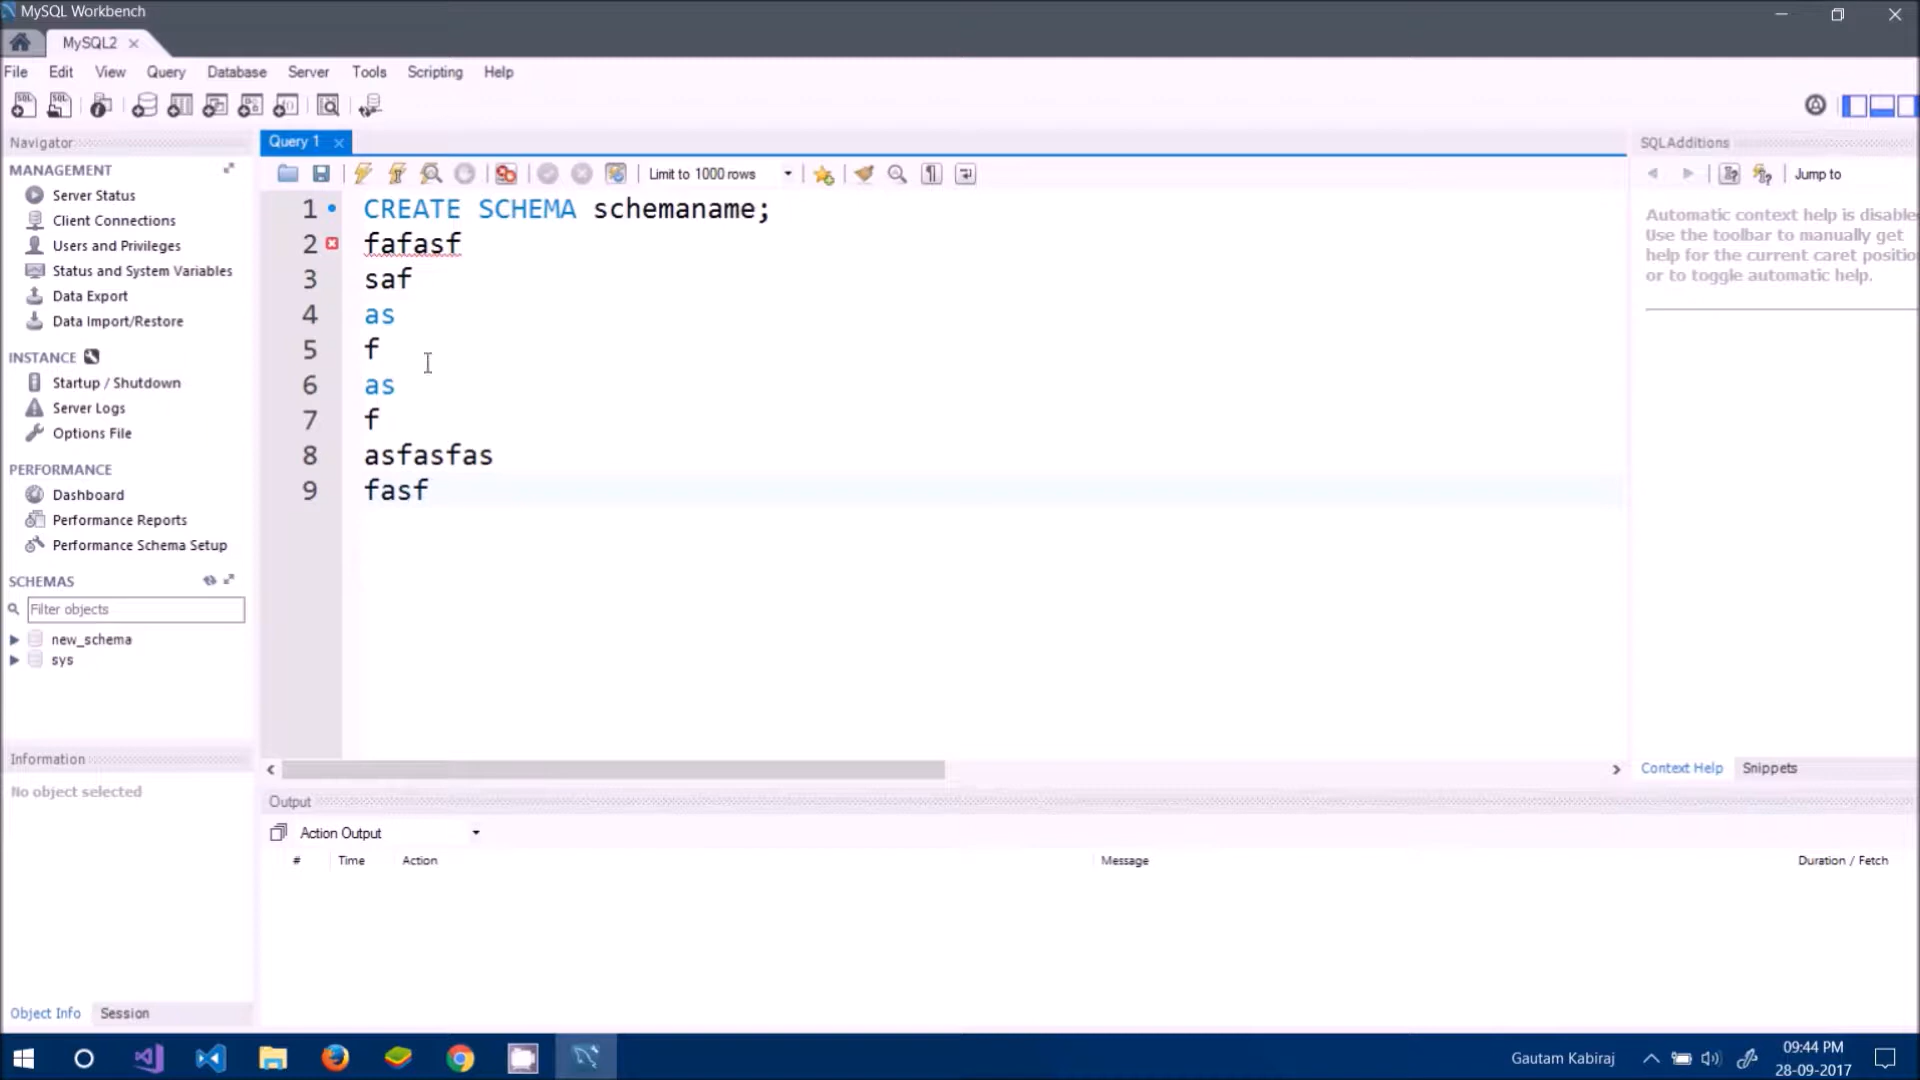 MySQL Workbench
MySQL2
File Edit View Query Database Server Tools Scripting Help
Navigator
MANAGEMENT
Server Status
Client Connections
Users and Privileges
Status and System Variables
Data Export
Data Import/Restore
INSTANCE
Startup / Shutdown
Server Logs
Options File
PERFORMANCE
Dashboard
Performance Reports
Performance Schema Setup
SCHEMAS
Filter objects
new_schema
sys
Information
No object selected
Object Info Session
Query 1
Limit to 1000 rows
1 CREATE SCHEMA schemaname;
2 fafasf
3 saf
4 as
5 f
6 as
7 f
8 asfasfas
9 fasf
SQLAdditions
Jump to
Automatic context help is disable
Use the toolbar to manually get
help for the current caret positio
or to toggle automatic help.
Context Help Snippets
Output
Action Output
# Time Action Message Duration / Fetch
Gautam Kabiraj
09:44 PM
28-09-2017